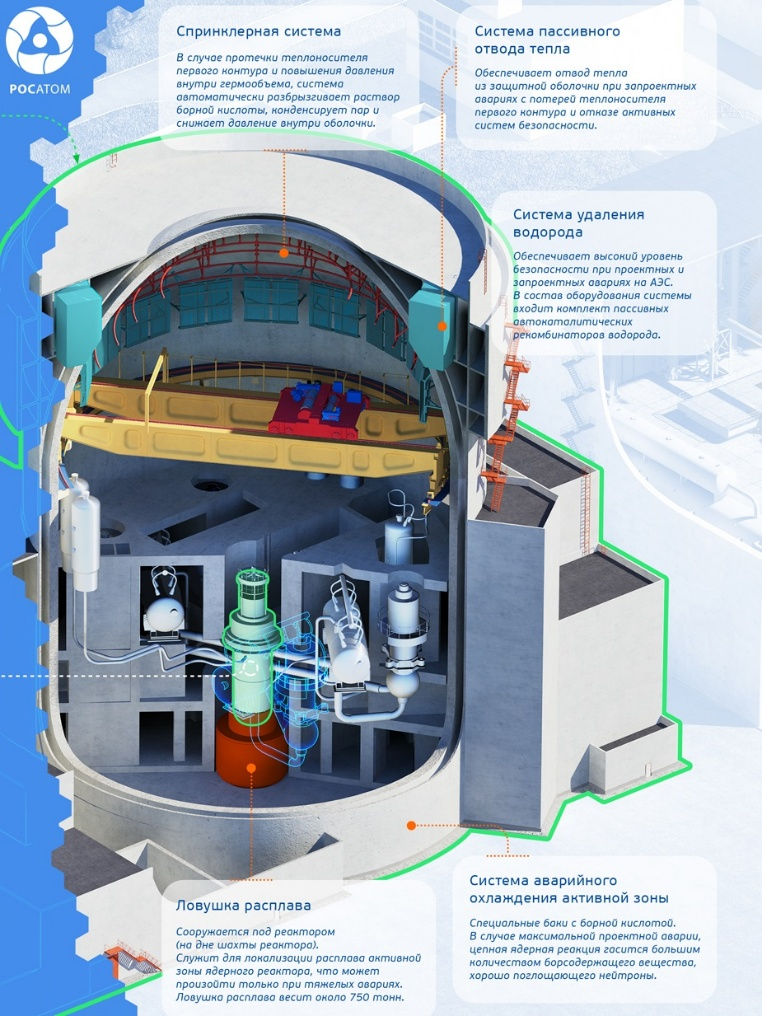 РОСАТОМ
Спринклерная система
В случае протечки теплоносителя
первого контура и повышения давления
внутри гермообъема, система
автоматически разбрызгивает раствор
борной кислоты, конденсирует пар и
снижает давление внутри оболочки.
Система пассивного
отвода тепла
Обеспечивает отвод тепла
из защитной оболочки при запроектных
авариях с потерей теплоносителя
первого контура и отказе активных
систем безопасности.
Система удаления
водорода
Обеспечивает высокий уровень
безопасности при проектных и
запроектных авариях на АЭС.
В состав оборудования системы
входит комплект пассивных
автокаталитических
рекомбинаторов водорода.
Ловушка расплава
Сооружается под реактором
(на дне шахты реактора).
Служит для локализации расплава активной
зоны ядерного реактора, что может
произойти только при тяжелых авариях.
Ловушка расплава весит около 750 тонн.
Система аварийного
охлаждения активной зоны
Специальные баки с борной кислотой.
В случае максимальной проектной аварии,
цепная ядерная реакция гасится большим
количеством борсодержащего вещества,
хорошо поглощающего нейтроны.